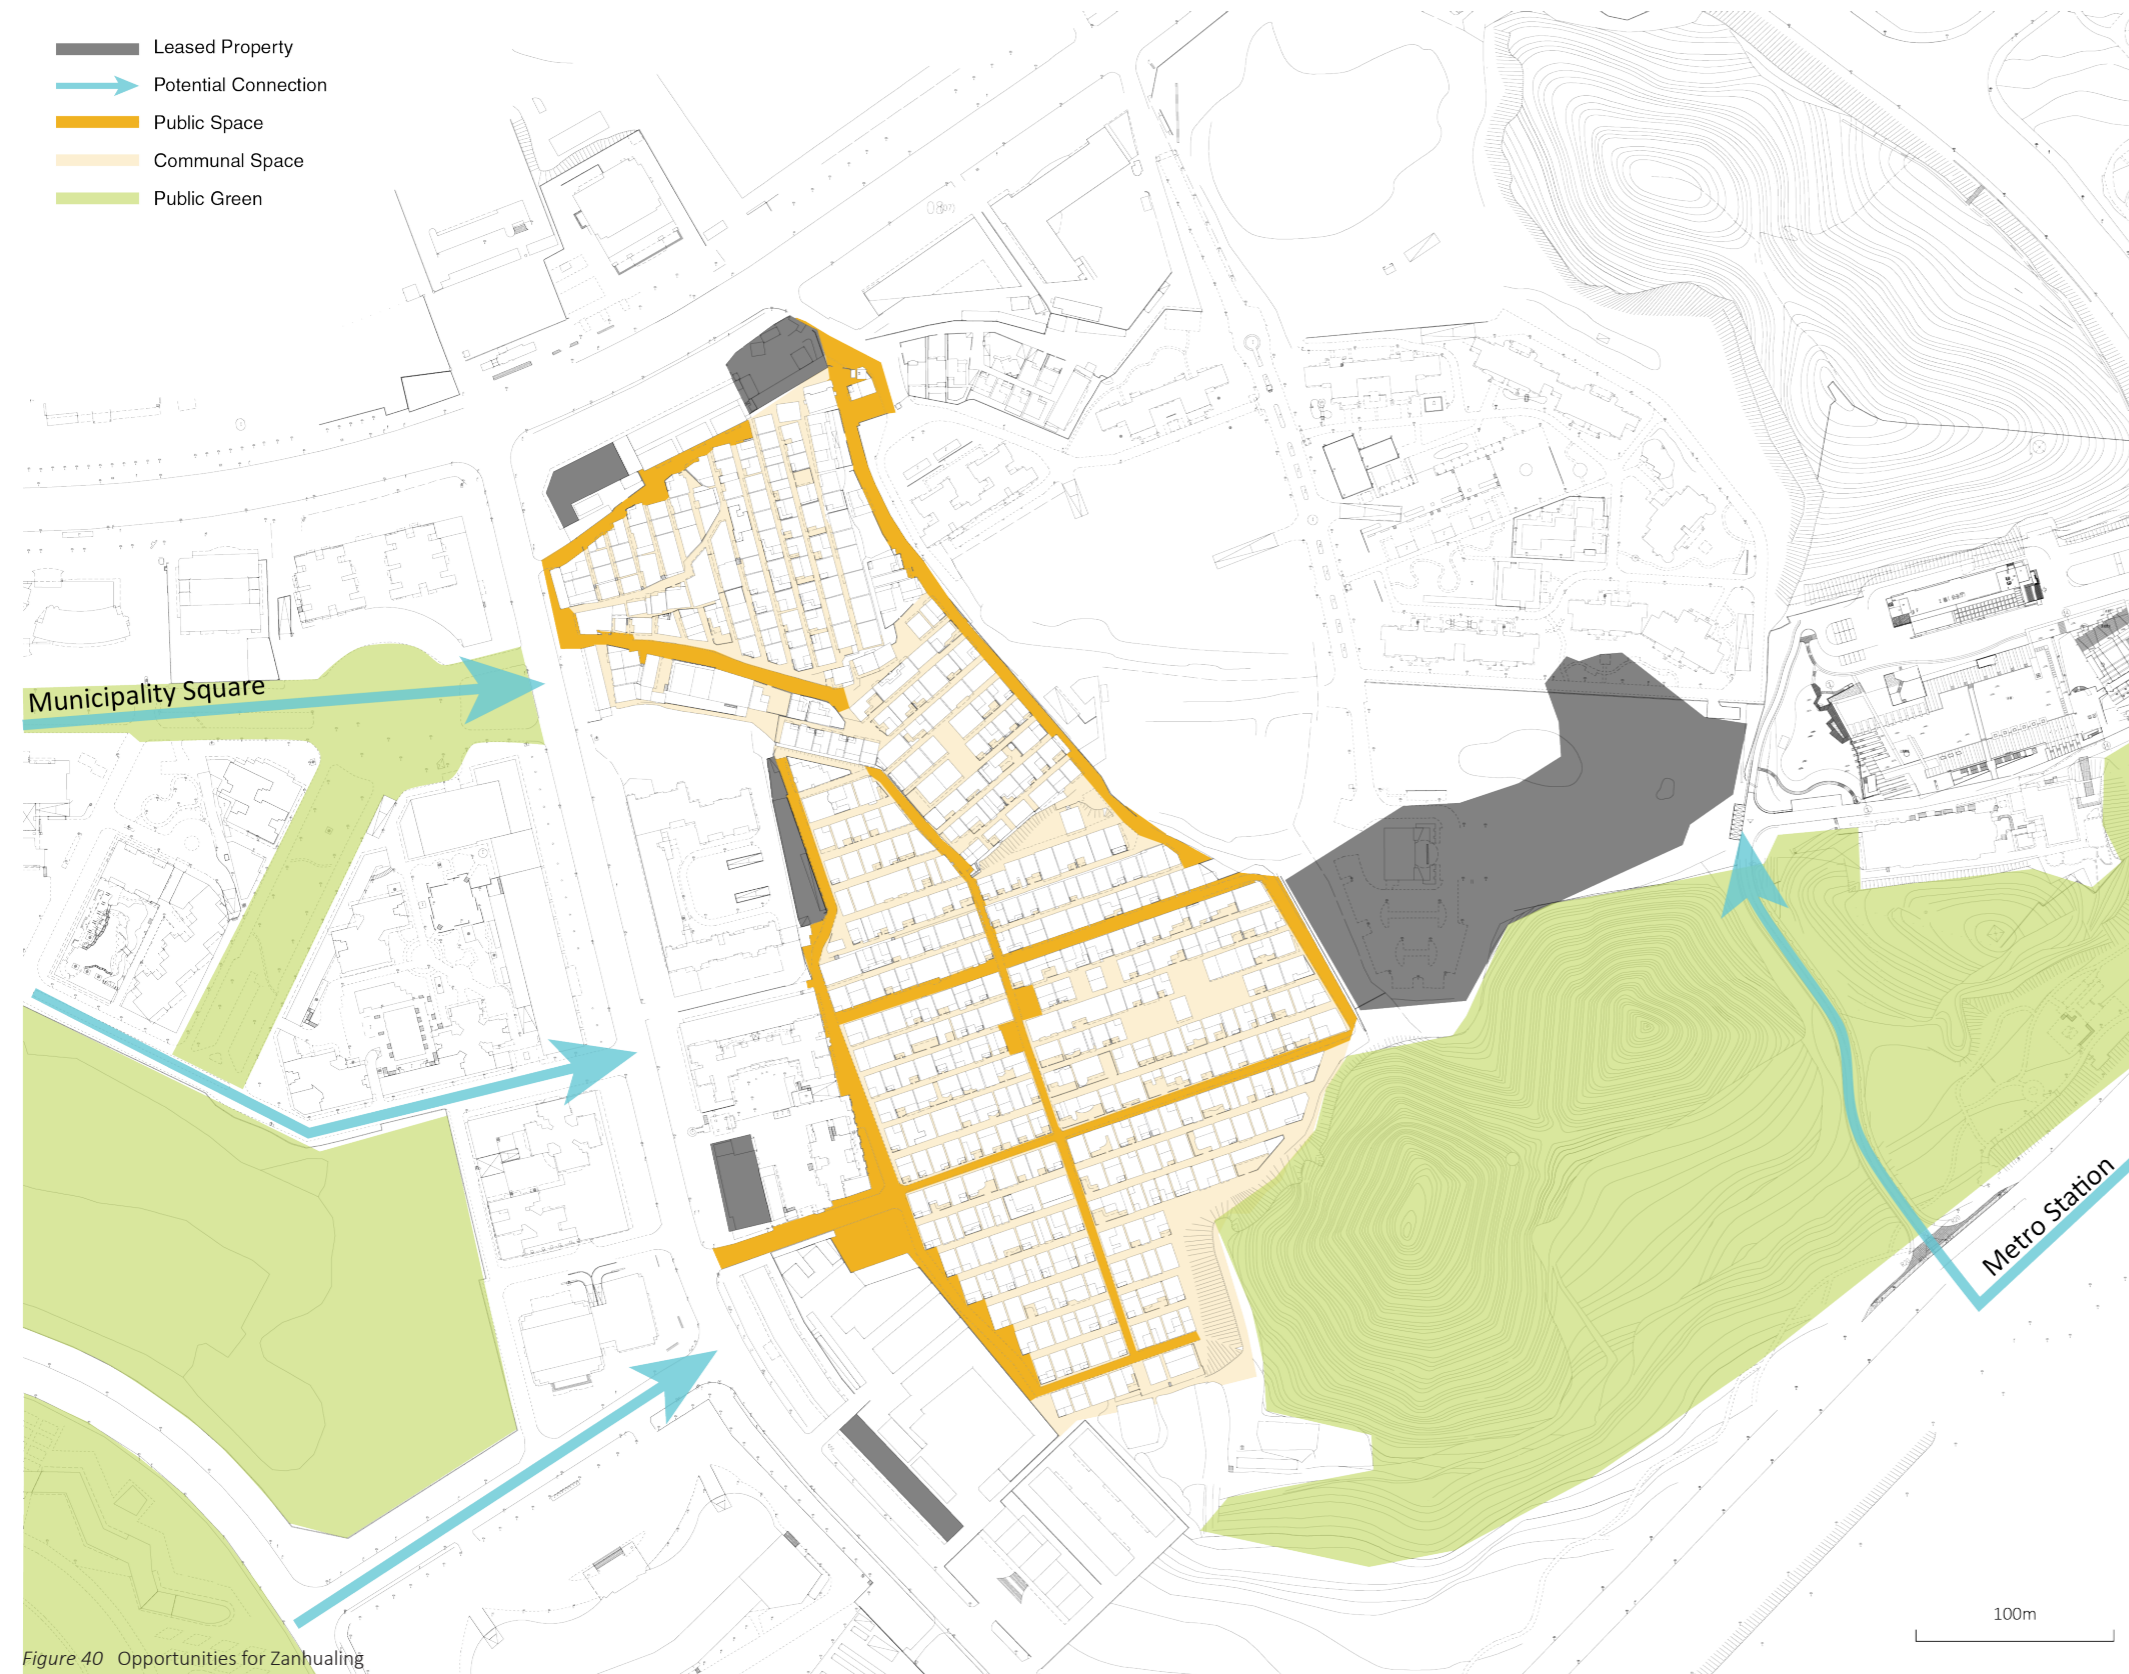 Leased Property
Potential Connection
Public Space
Communal Space
Public Green
Municipality Square
Metro Station
100m
Figure 40 Opportunities for Zanhualing